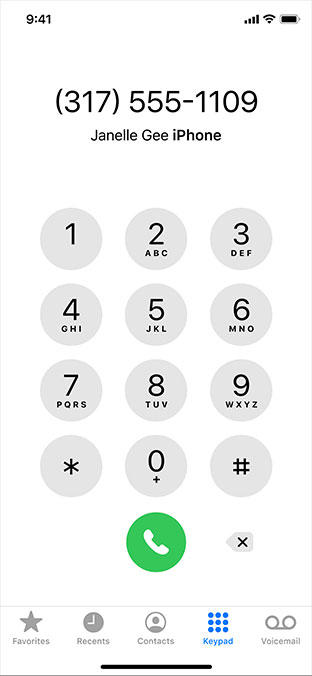 9:41
(317) 555-1109
Janelle Gee iPhone
1 2 3
ABC DEF
4 5 6
GHI JKL MNO
7 8 9
PQRS TUV WXYZ
* 0 #
+
Favorites Recents Contacts Keypad Voicemail